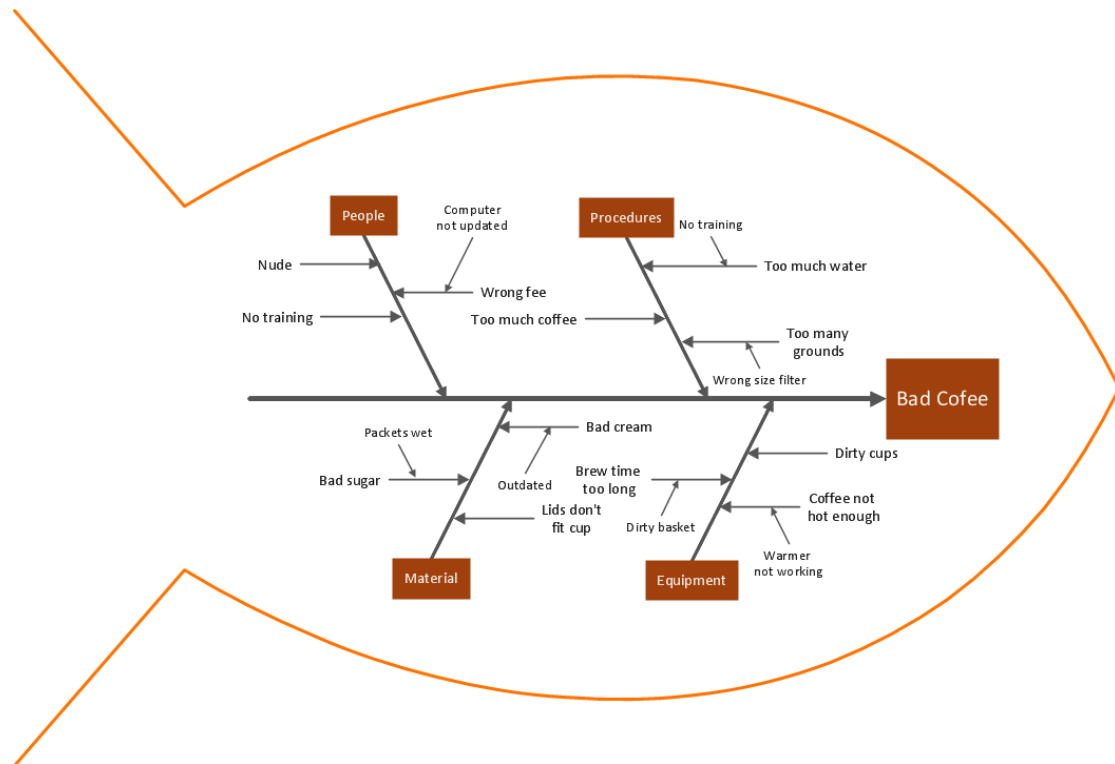 People
Computer
not updated
Nude
Wrong fee
No training
Procedures
No training
Too much water
Too much coffee
Too many
grounds
Wrong size filter
Bad Cofee
Packets wet
Bad cream
Bad sugar
Outdated
Lids don't
fit cup
Material
Dirty cups
Brew time
too long
Coffee not
hot enough
Dirty basket
Warmer
not working
Equipment